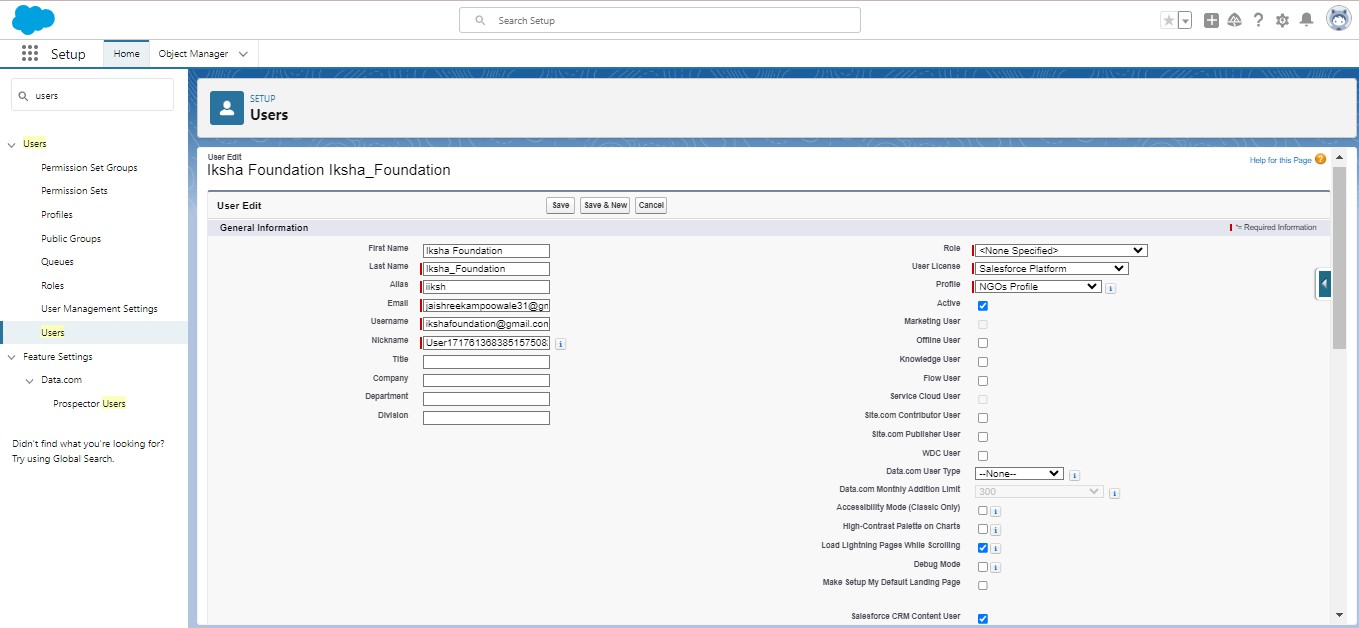 Search Setup
Setup
Home
Object Manager
users
Users
Permission Set Groups
Permission Sets
Profiles
Public Groups
Queues
Roles
User Management Settings
Users
Feature Settings
Data.com
Prospector Users
Didn't find what you're looking for?
Try using Global Search.
SETUP
Users
User Edit
Iksha Foundation Iksha_Foundation
Help for this Page
User Edit
Save
Save & New
Cancel
General Information
= Required Information
First Name Iksha Foundation
Last Name Iksha_Foundation
Alias iiksh
Email jaishreekampoowale31@gm
Username ikshafoundation@gmail.con
Nickname
Title
Company
Department
Division
Role <None Specified>
User License Salesforce Platform
Profile NGOs Profile
Active
Marketing User
Offline User
Knowledge User
Flow User
Service Cloud User
Site.com Contributor User
Site.com Publisher User
WDC User
Data.com User Type --None--
Data.com Monthly Addition Limit 300
Accessibility Mode (Classic Only)
High-Contrast Palette on Charts
Load Lightning Pages While Scrolling
Debug Mode
Make Setup My Default Landing Page
Salesforce CRM Content User